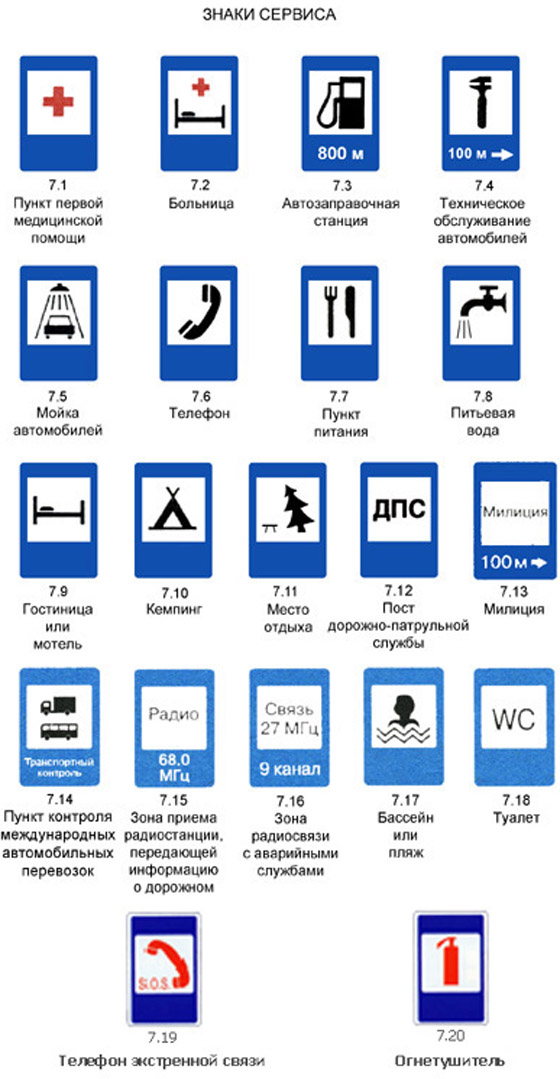 ЗНАКИ СЕРВИСА
800 м
100 м
7.1
Пункт первой
медицинской
помощи
7.2
Больница
7.3
Автозаправочная
станция
7.4
Техническое
обслуживание
автомобилей
7.5
Мойка
автомобилей
7.6
Телефон
7.7
Пункт
питания
7.8
Питьевая
вода
ДПС
Милиция
100 м
7.9
Гостиница
или
мотель
7.10
Кемпинг
7.11
Место
отдыха
7.12
Пост
дорожно-патрульной
службы
7.13
Милиция
Транспортный
контроль
Радио
68.0
МГц
Связь
27 МГц
9 канал
WC
7.14
Пункт контроля
международных
автомобильных
перевозок
7.15
Зона приема
радиостанции,
передающей
информацию
о дорожном
7.16
Зона
радиосвязи
с аварийными
службами
7.17
Бассейн
или
пляж
7.18
Туалет
S.O.S.
7.19
Телефон экстренной связи
7.20
Огнетушитель